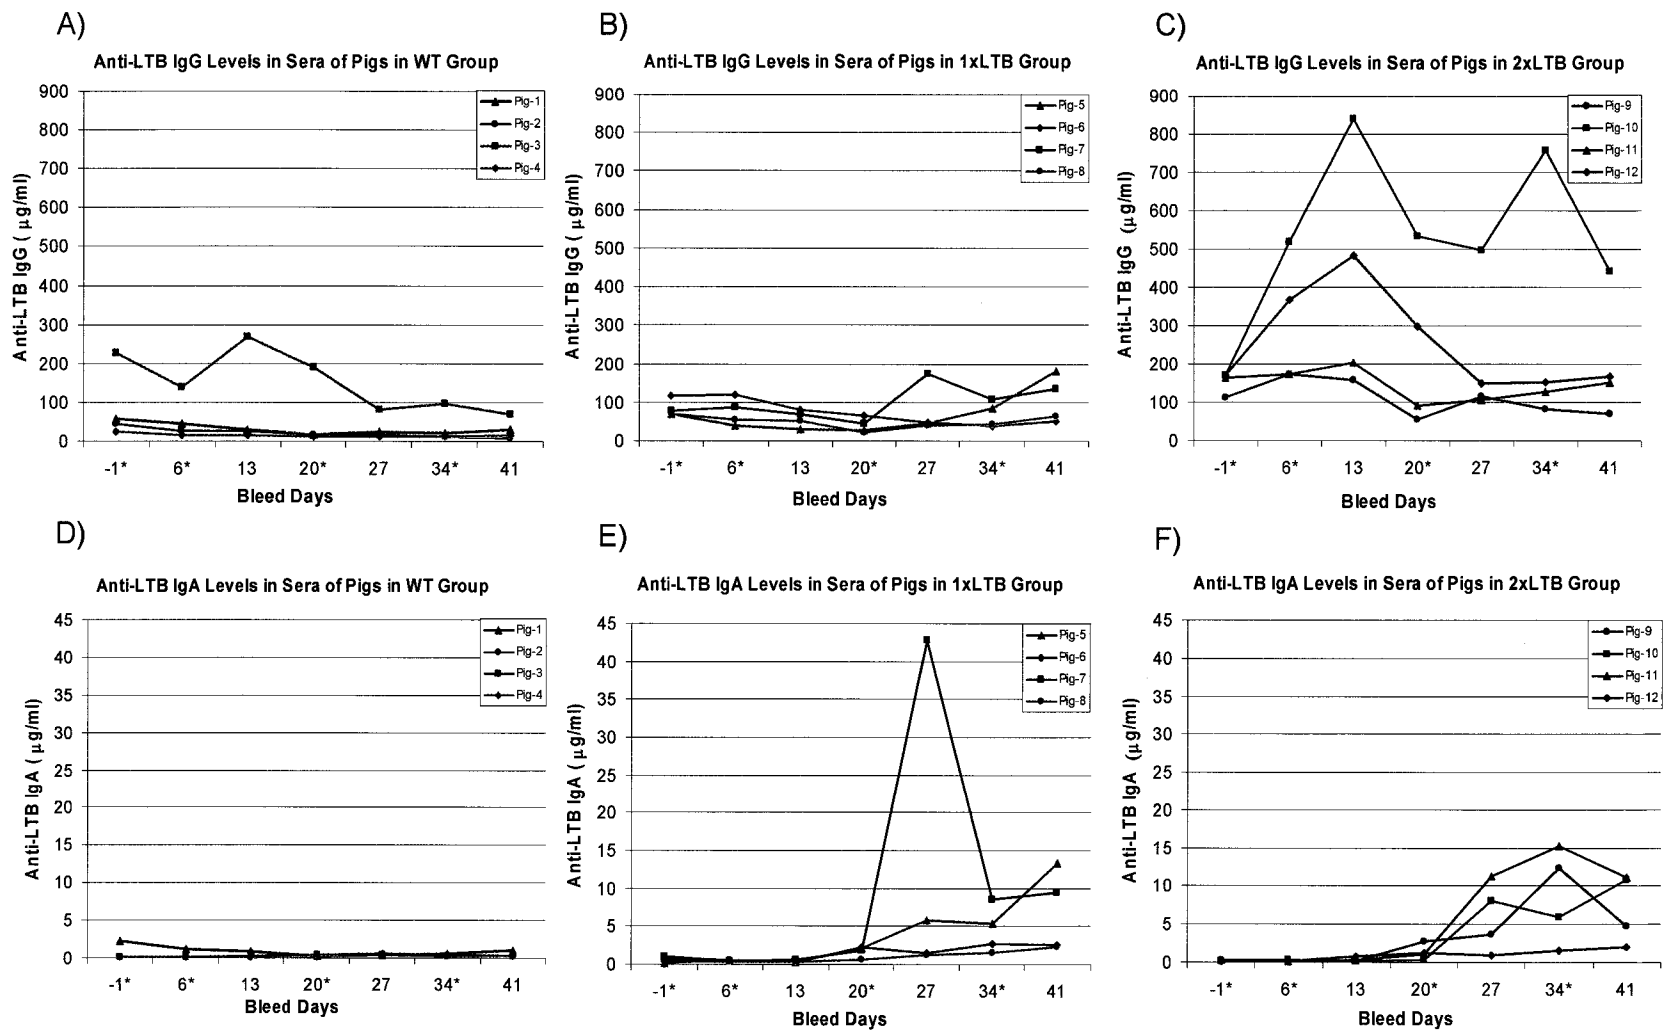 A)
Anti-LTB IgG Levels in Sera of Pigs in WT Group
900
800
700
600
500
400
300
200
100
0
Anti-LTB IgG ( μg/ml)
Pig-1
Pig-2
Pig-3
Pig-4
-1* 6* 13 20* 27 34* 41
Bleed Days
B)
Anti-LTB IgG Levels in Sera of Pigs in 1xLTB Group
900
800
700
600
500
400
300
200
100
0
Anti-LTB IgG ( μg/ml)
Pig-5
Pig-6
Pig-7
Pig-8
-1* 6* 13 20* 27 34* 41
Bleed Days
C)
Anti-LTB IgG Levels in Sera of Pigs in 2xLTB Group
900
800
700
600
500
400
300
200
100
0
Anti-LTB IgG (μg/ml)
Pig-9
Pig-10
Pig-11
Pig-12
-1* 6* 13 20* 27 34* 41
Bleed Days
D)
Anti-LTB IgA Levels in Sera of Pigs in WT Group
45
40
35
30
25
20
15
10
5
0
Anti-LTB IgA ( μg/ml)
Pig-1
Pig-2
Pig-3
Pig-4
-1* 6* 13 20* 27 34* 41
Bleed Days
E)
Anti-LTB IgA Levels in Sera of Pigs in 1xLTB Group
45
40
35
30
25
20
15
10
5
0
Anti-LTB IgA ( μg/ml)
Pig-5
Pig-6
Pig-7
Pig-8
-1* 6* 13 20* 27 34* 41
Bleed Days
F)
Anti-LTB IgA Levels in Sera of Pigs in 2xLTB Group
45
40
35
30
25
20
15
10
5
0
Anti-LTB IgA (μg/ml)
Pig-9
Pig-10
Pig-11
Pig-12
-1* 6* 13 20* 27 34* 41
Bleed Days